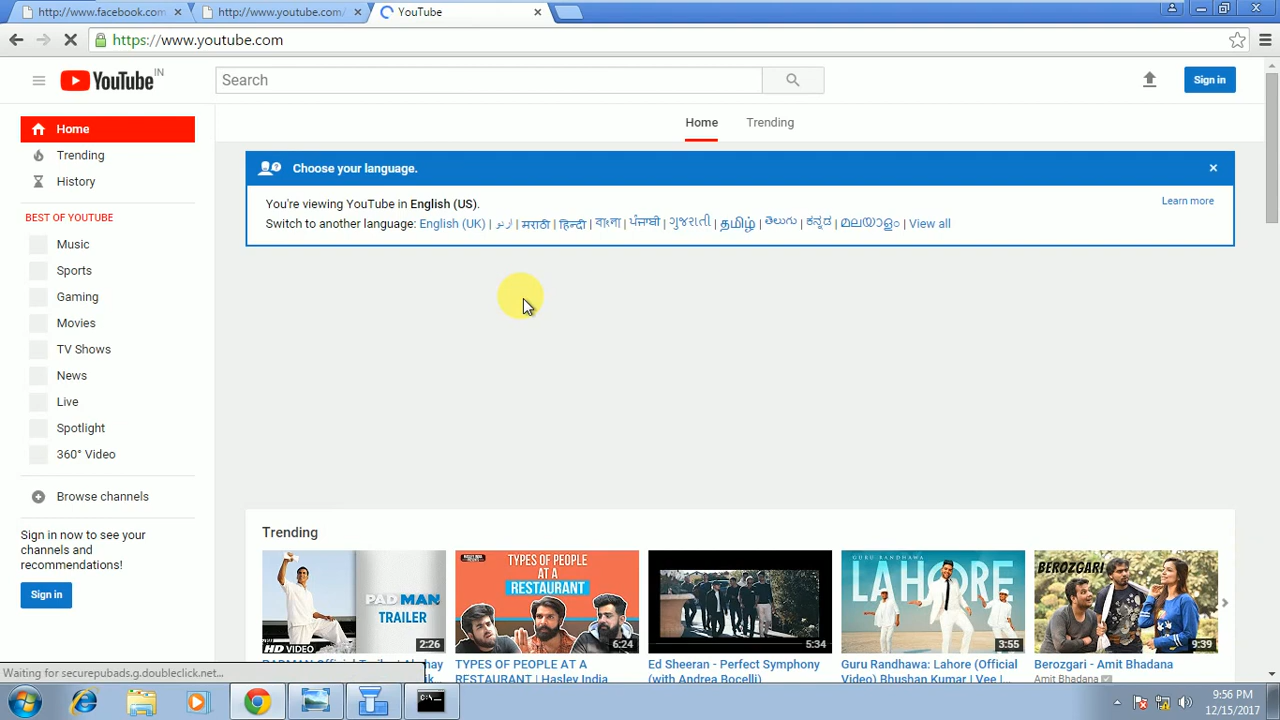 http://www.facebook.com
http://www.youtube.com/
YouTube
https://www.youtube.com
YouTube IN
Search
Sign in
Home
Trending
Home
Trending
History
BEST OF YOUTUBE
Music
Sports
Gaming
Movies
TV Shows
News
Live
Spotlight
360° Video
Browse channels
Sign in now to see your
channels and
recommendations!
Sign in
Choose your language.
You're viewing YouTube in English (US).
Learn more
Switch to another language: English (UK) | اردو | मराठी | हिन्दी | বাংলা | ਪੰਜਾਬੀ | ગુજરાતી | தமிழ் | తెలుగు | ಕನ್ನಡ | മലയാളം | View all
Trending
PADMAN
TRAILER
HD VIDEO
2:26
TYPES OF PEOPLE
AT A
RESTAURANT
6:24
5:34
GURU RANDHAWA
LAHORE
3:55
BEROZGARI
9:39
TYPES OF PEOPLE AT A
RESTAURANT | Hasley India
Ed Sheeran - Perfect Symphony
(with Andrea Bocelli)
Guru Randhawa: Lahore (Official
Video) Bhushan Kumar | Vee |
Berozgari - Amit Bhadana
Amit Bhadana
Waiting for securepubads.g.doubleclick.net...
9:56 PM
12/15/2017